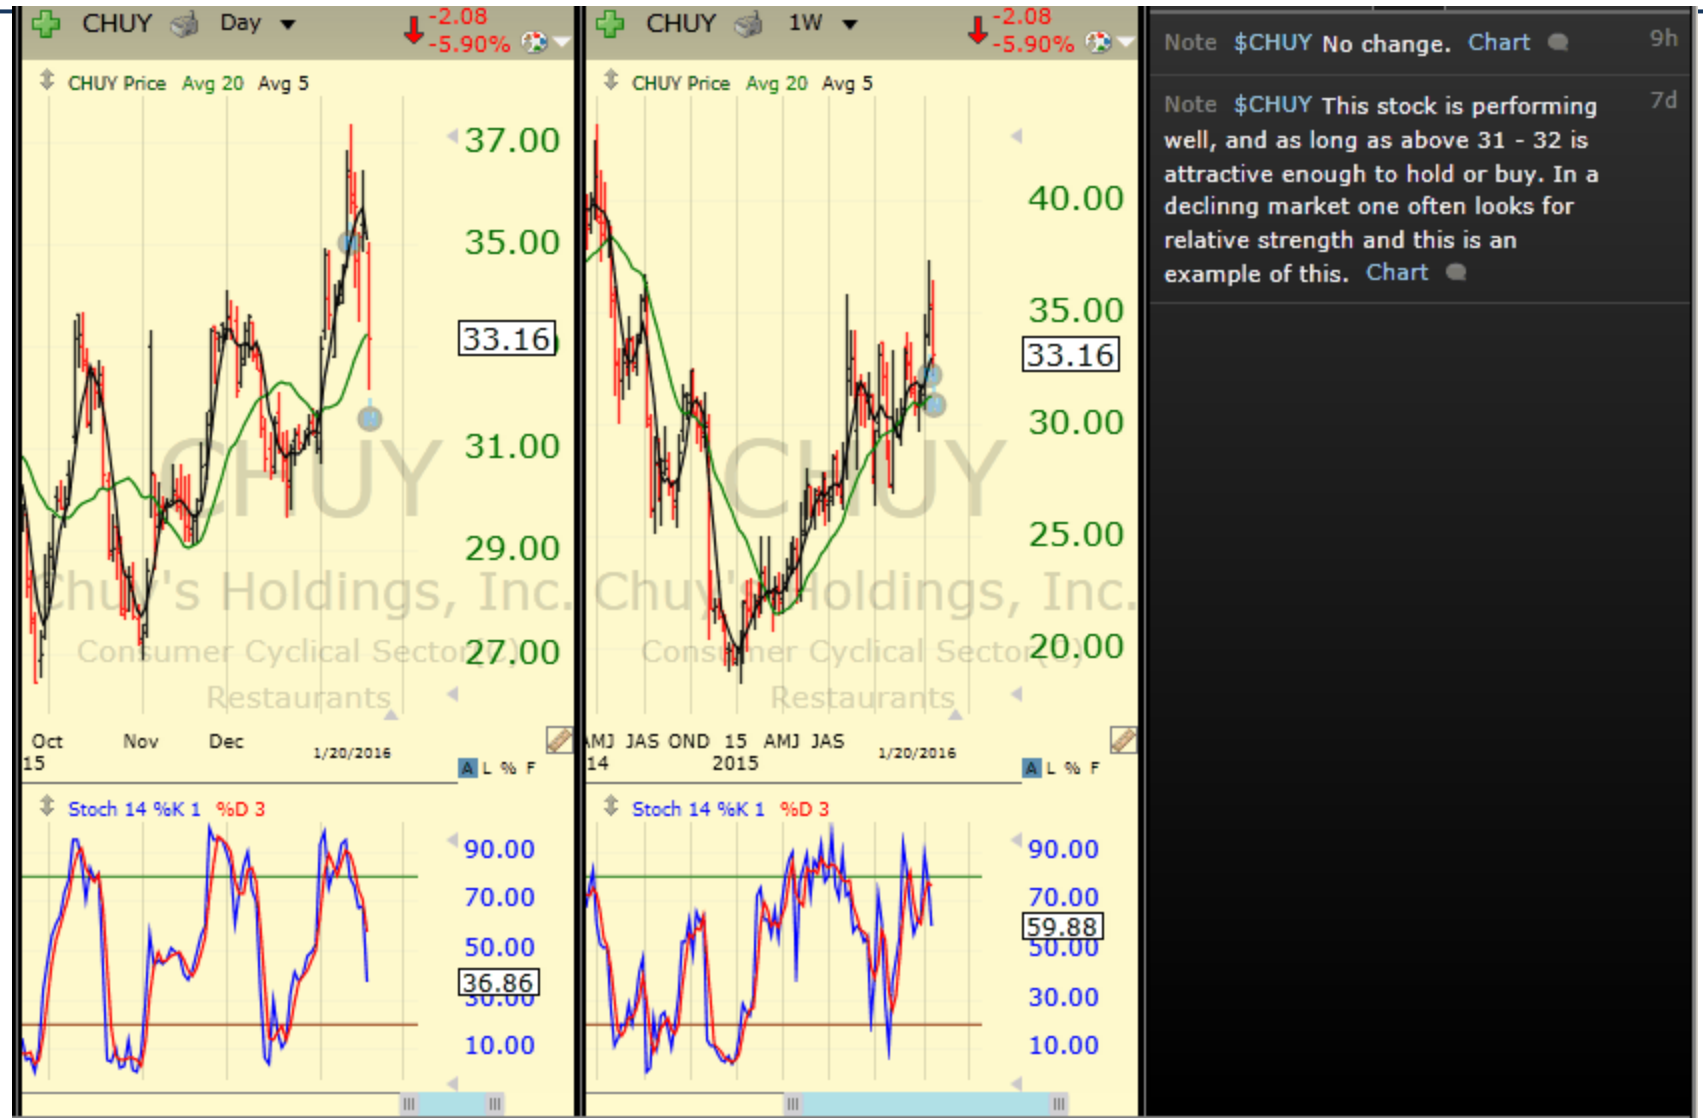 CHUY Day -2.08
-5.90%
CHUY Price Avg 20 Avg 5
37.00
35.00
33.16
31.00
29.00
27.00
CHUY
Chuy's Holdings, Inc.
Consumer Cyclical Sector(C)
Restaurants
Oct Nov Dec 1/20/2016
15
A L % F
Stoch 14 %K 1 %D 3
90.00
70.00
50.00
36.86
30.00
10.00
CHUY 1W -2.08
-5.90%
CHUY Price Avg 20 Avg 5
40.00
35.00
33.16
30.00
25.00
20.00
CHUY
Chuy's Holdings, Inc.
Consumer Cyclical Sector(C)
Restaurants
AMJ JAS OND 15 AMJ JAS 1/20/2016
14 2015
A L % F
Stoch 14 %K 1 %D 3
90.00
70.00
59.88
50.00
30.00
10.00
Note $CHUY No change. Chart 9h
Note $CHUY This stock is performing 7d
well, and as long as above 31 - 32 is
attractive enough to hold or buy. In a
declinng market one often looks for
relative strength and this is an
example of this. Chart